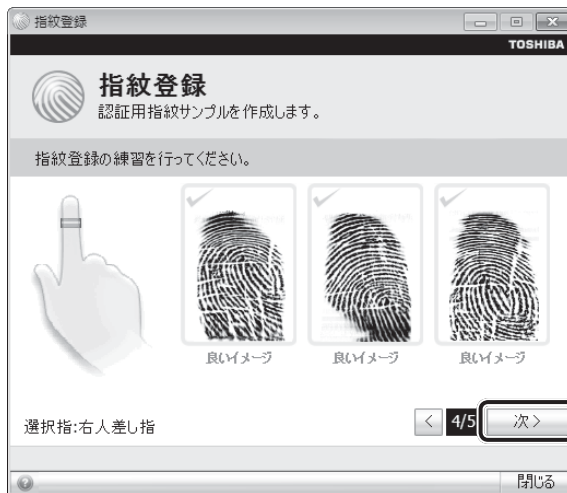 指紋登録
TOSHIBA
指紋登録
認証用指紋サンプルを作成します。
指紋登録の練習を行ってください。
良いイメージ 良いイメージ 良いイメージ
選択指:右人差し指 < 4/5 次 >
? 閉じる